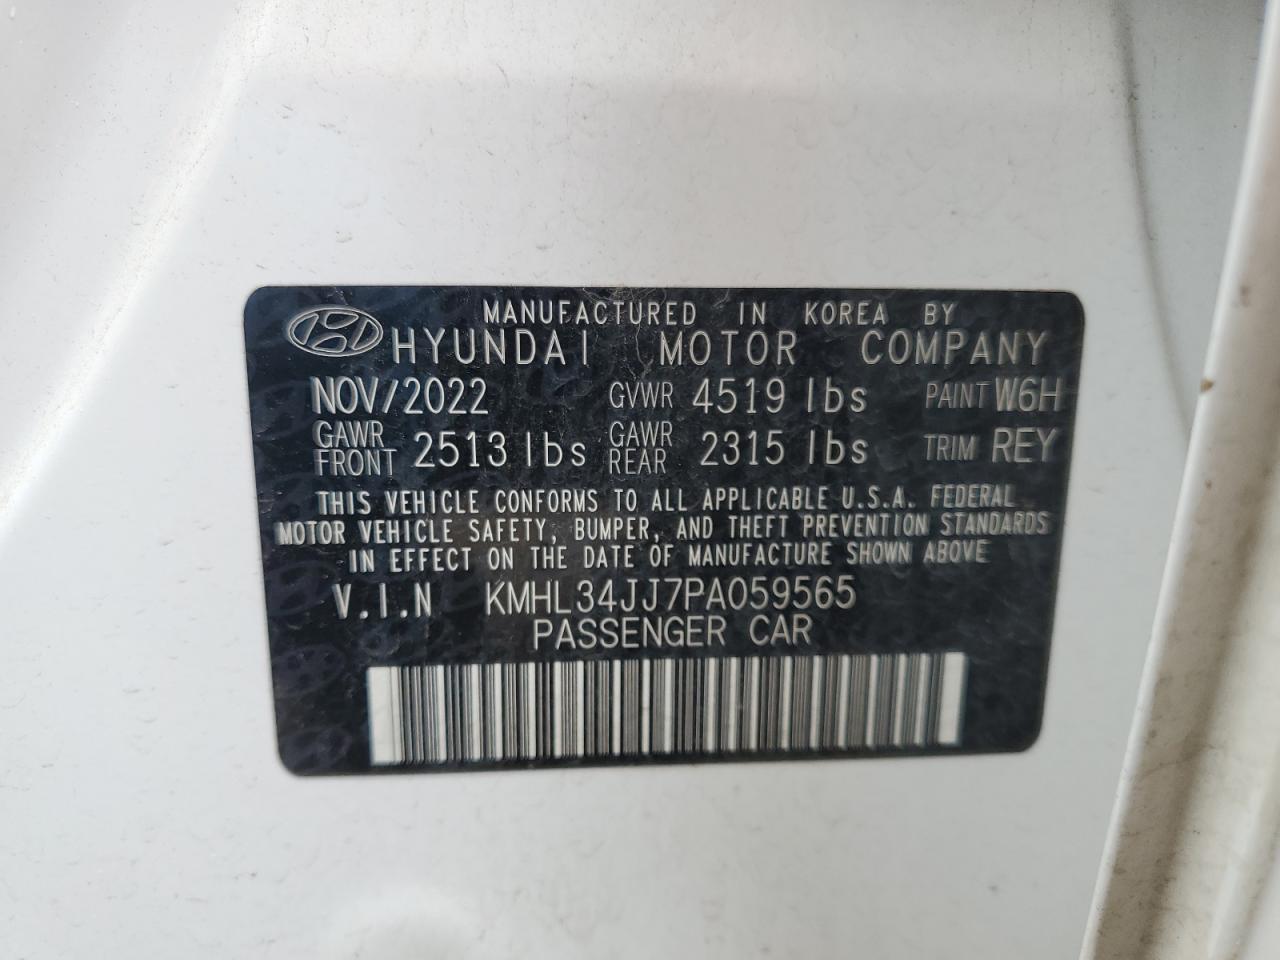 MANUFACTURED IN KOREA BY
HYUNDAI MOTOR COMPANY
NOV/2022 GVWR 4519 lbs PAINT W6H
GAWR FRONT 2513 lbs GAWR REAR 2315 lbs TRIM REY
THIS VEHICLE CONFORMS TO ALL APPLICABLE U.S.A. FEDERAL
MOTOR VEHICLE SAFETY, BUMPER, AND THEFT PREVENTION STANDARDS
IN EFFECT ON THE DATE OF MANUFACTURE SHOWN ABOVE
V.I.N KMHL34JJ7PA059565
PASSENGER CAR